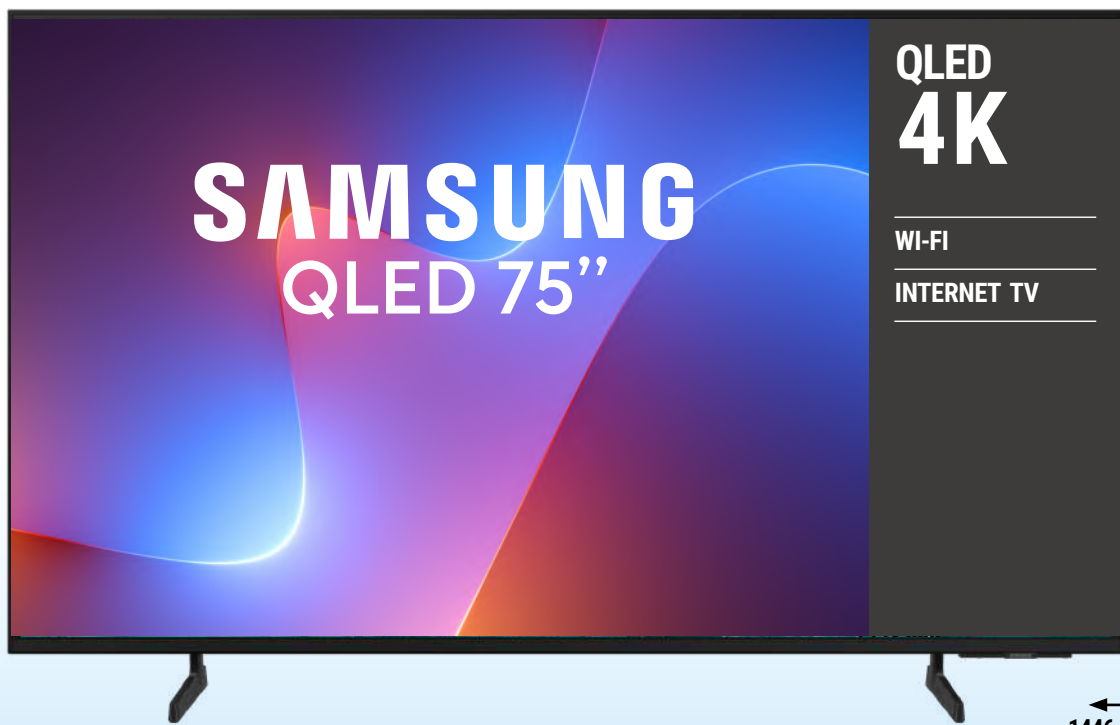 SAMSUNG
QLED 75’’
QLED
4K
WI-FI
INTERNET TV